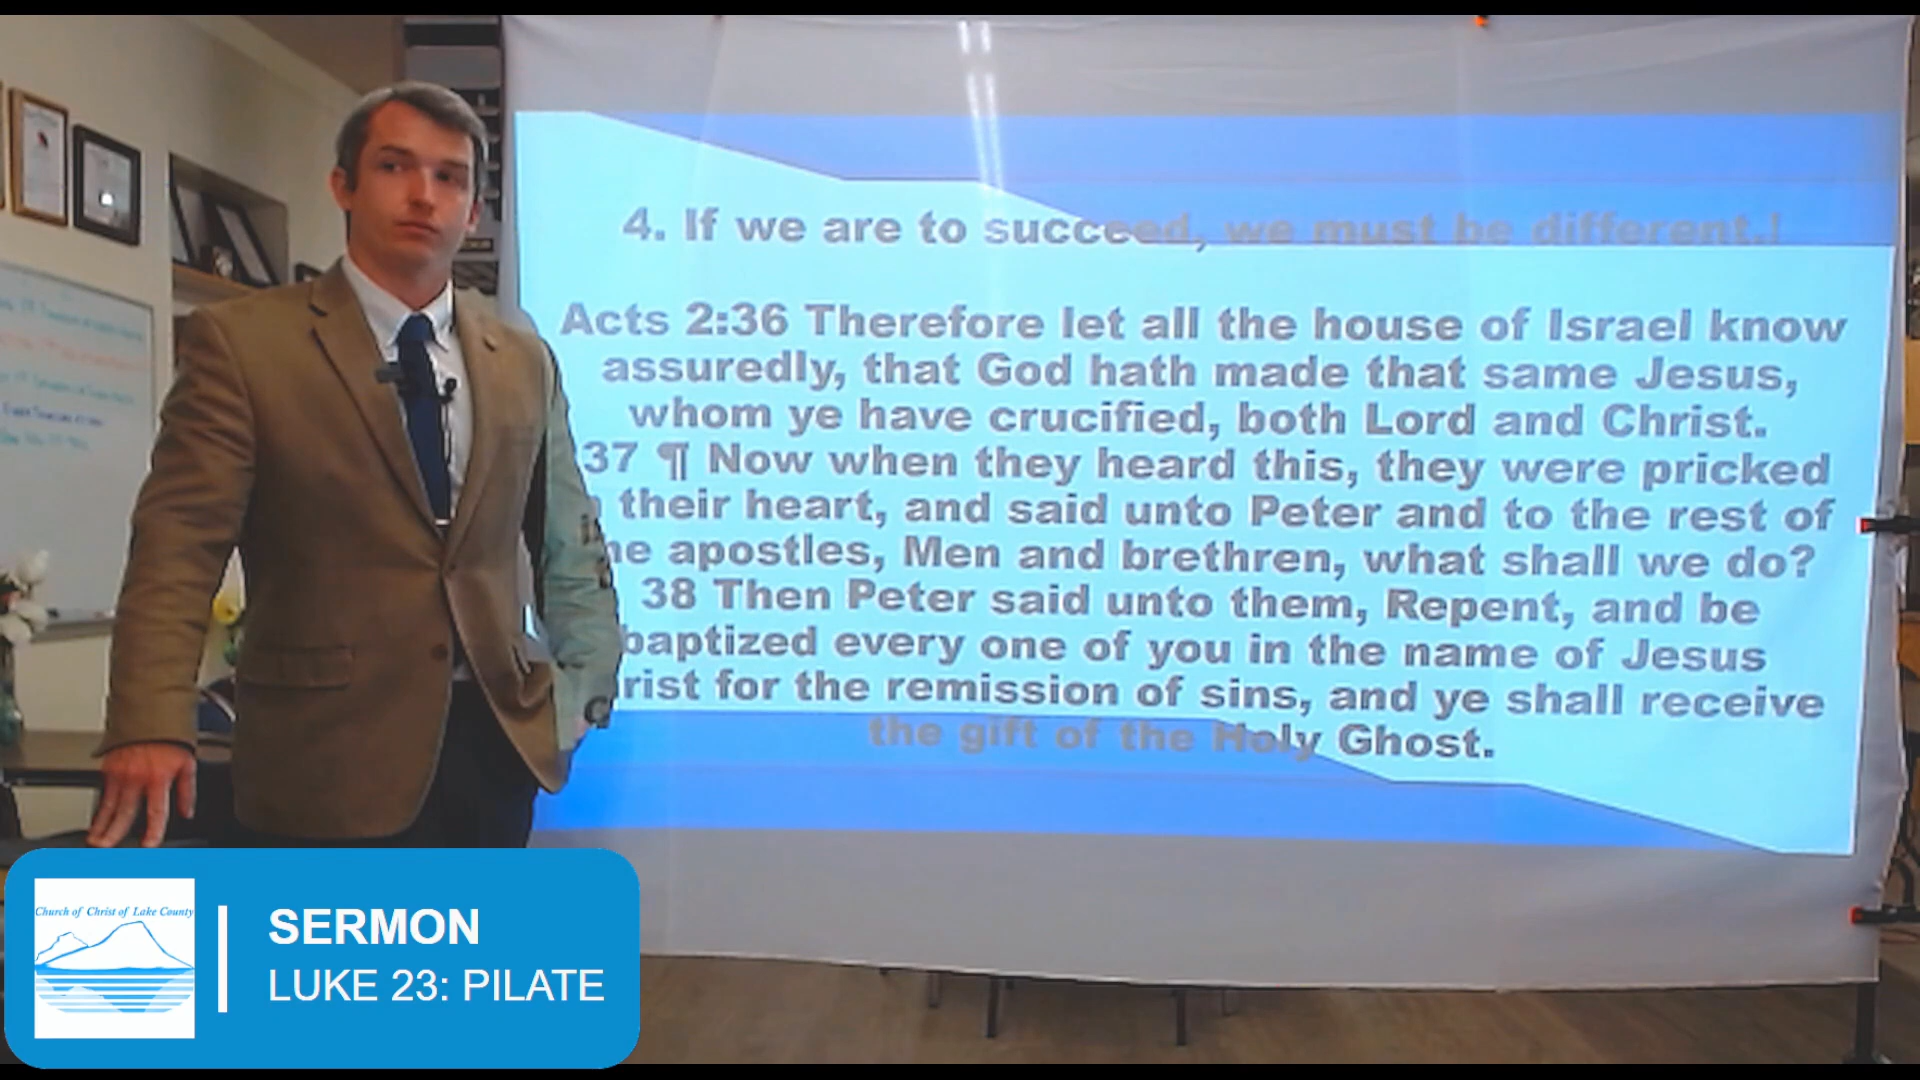 4. If we are to succeed, we must be different.!
Acts 2:36 Therefore let all the house of Israel know
assuredly, that God hath made that same Jesus,
whom ye have crucified, both Lord and Christ.
37 ¶ Now when they heard this, they were pricked
in their heart, and said unto Peter and to the rest of
he apostles, Men and brethren, what shall we do?
38 Then Peter said unto them, Repent, and be
baptized every one of you in the name of Jesus
Christ for the remission of sins, and ye shall receive
the gift of the Holy Ghost.
Church of Christ of Lake County
SERMON
LUKE 23: PILATE